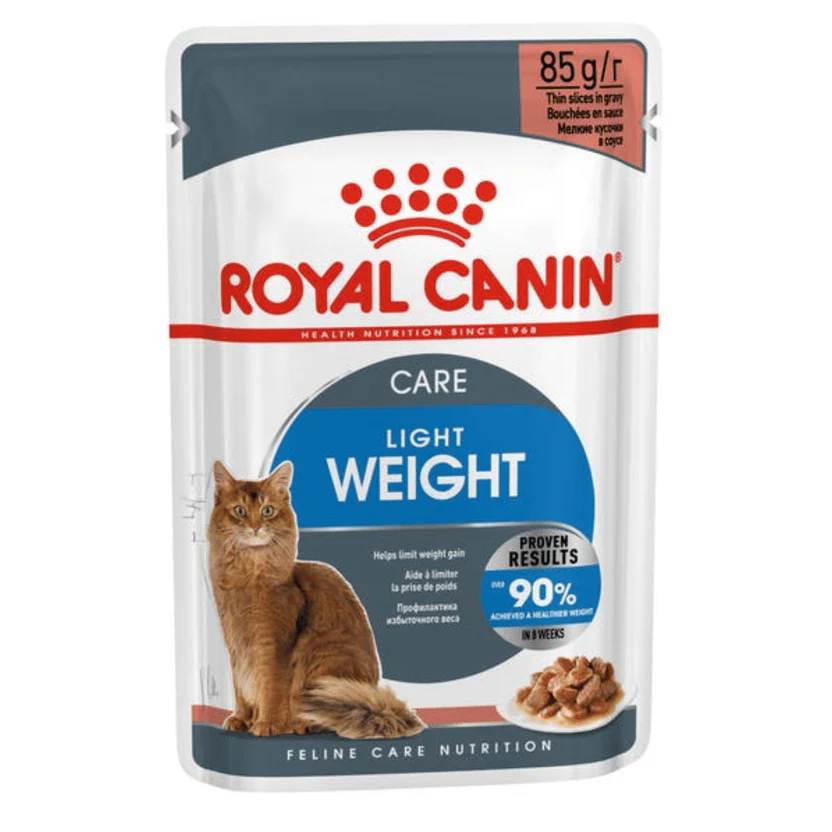 85 g/r
Thin slices in gravy
Bouchées en sauce
Мелкие кусочки
в соусе
ROYAL CANIN®
HEALTH NUTRITION SINCE 1968
CARE
LIGHT
WEIGHT
Helps limit weight gain
Aide à limiter
la prise de poids
Профилактика
избыточного веса
PROVEN
RESULTS
OVER
90%
ACHIEVED A HEALTHIER WEIGHT
IN 8 WEEKS
FELINE CARE NUTRITION